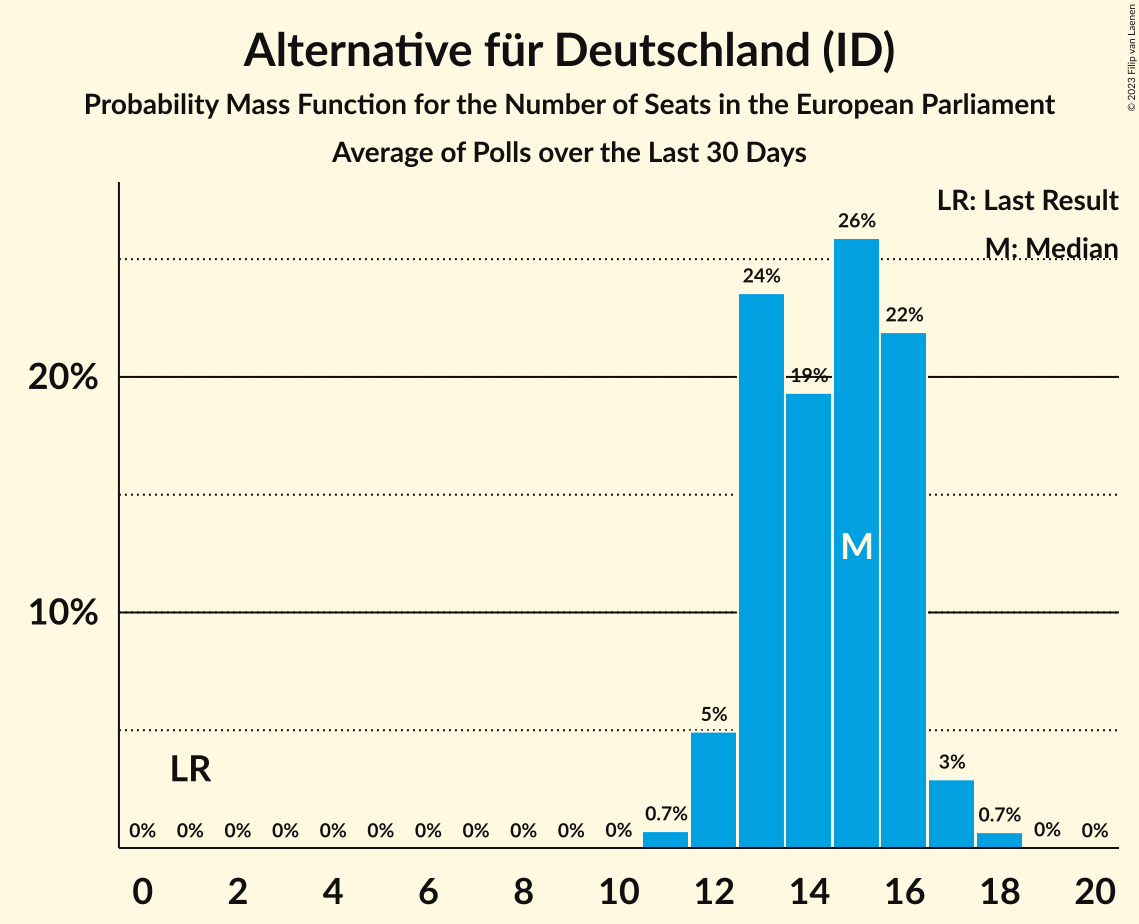 Alternative für Deutschland (ID)
Probability Mass Function for the Number of Seats in the European Parliament
Average of Polls over the Last 30 Days
© 2023 Filip van Laenen
LR: Last Result
M: Median
26%
24%
22%
20%
19%
M
10%
5%
LR
3%
0% 0% 0% 0% 0% 0% 0% 0% 0% 0% 0% 0.7% 0.7% 0% 0%
0 2 4 6 8 10 12 14 16 18 20